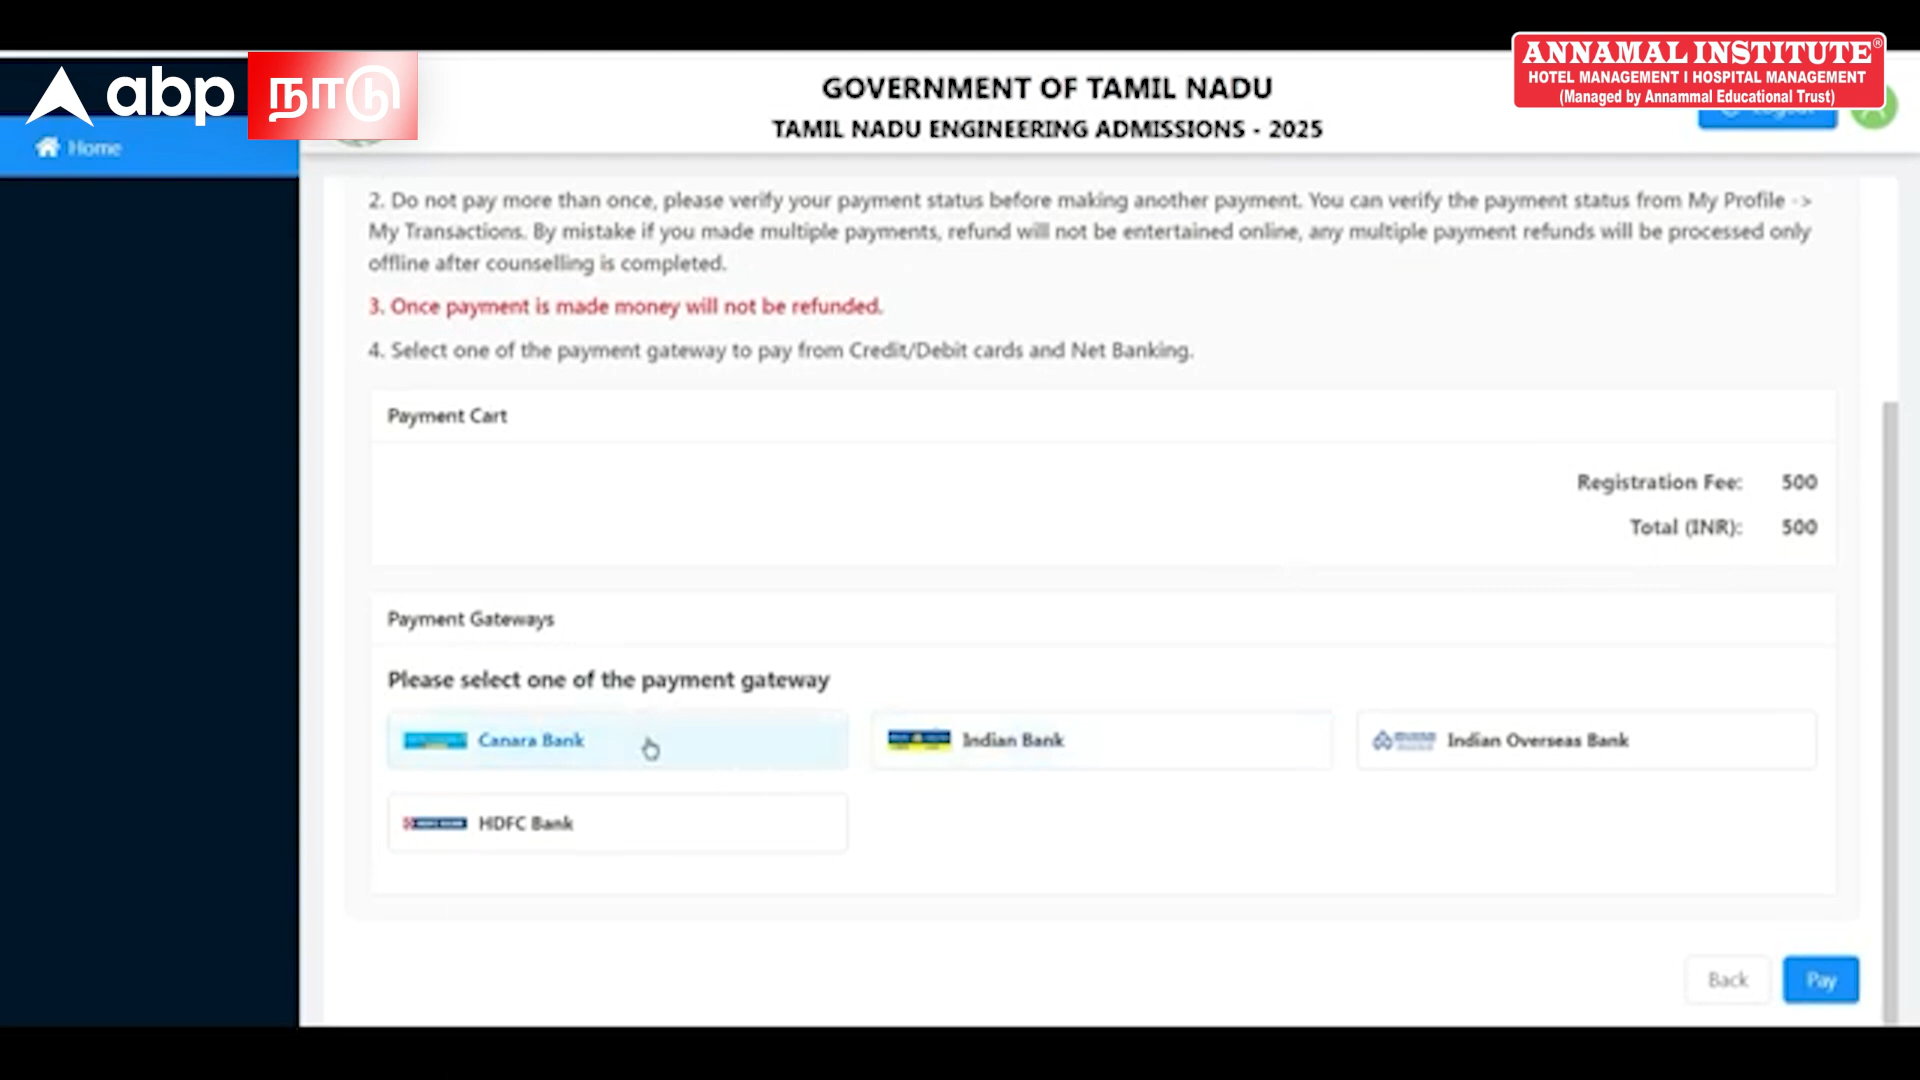 abp நாடு
ANNAMAL INSTITUTE®
HOTEL MANAGEMENT I HOSPITAL MANAGEMENT
(Managed by Annammal Educational Trust)
GOVERNMENT OF TAMIL NADU
TAMIL NADU ENGINEERING ADMISSIONS - 2025
Home
2. Do not pay more than once, please verify your payment status before making another payment. You can verify the payment status from My Profile ->
My Transactions. By mistake if you made multiple payments, refund will not be entertained online, any multiple payment refunds will be processed only
offline after counselling is completed.
3. Once payment is made money will not be refunded.
4. Select one of the payment gateway to pay from Credit/Debit cards and Net Banking.
Payment Cart
Registration Fee: 500
Total (INR): 500
Payment Gateways
Please select one of the payment gateway
Canara Bank
Indian Bank
Indian Overseas Bank
HDFC Bank
Back
Pay